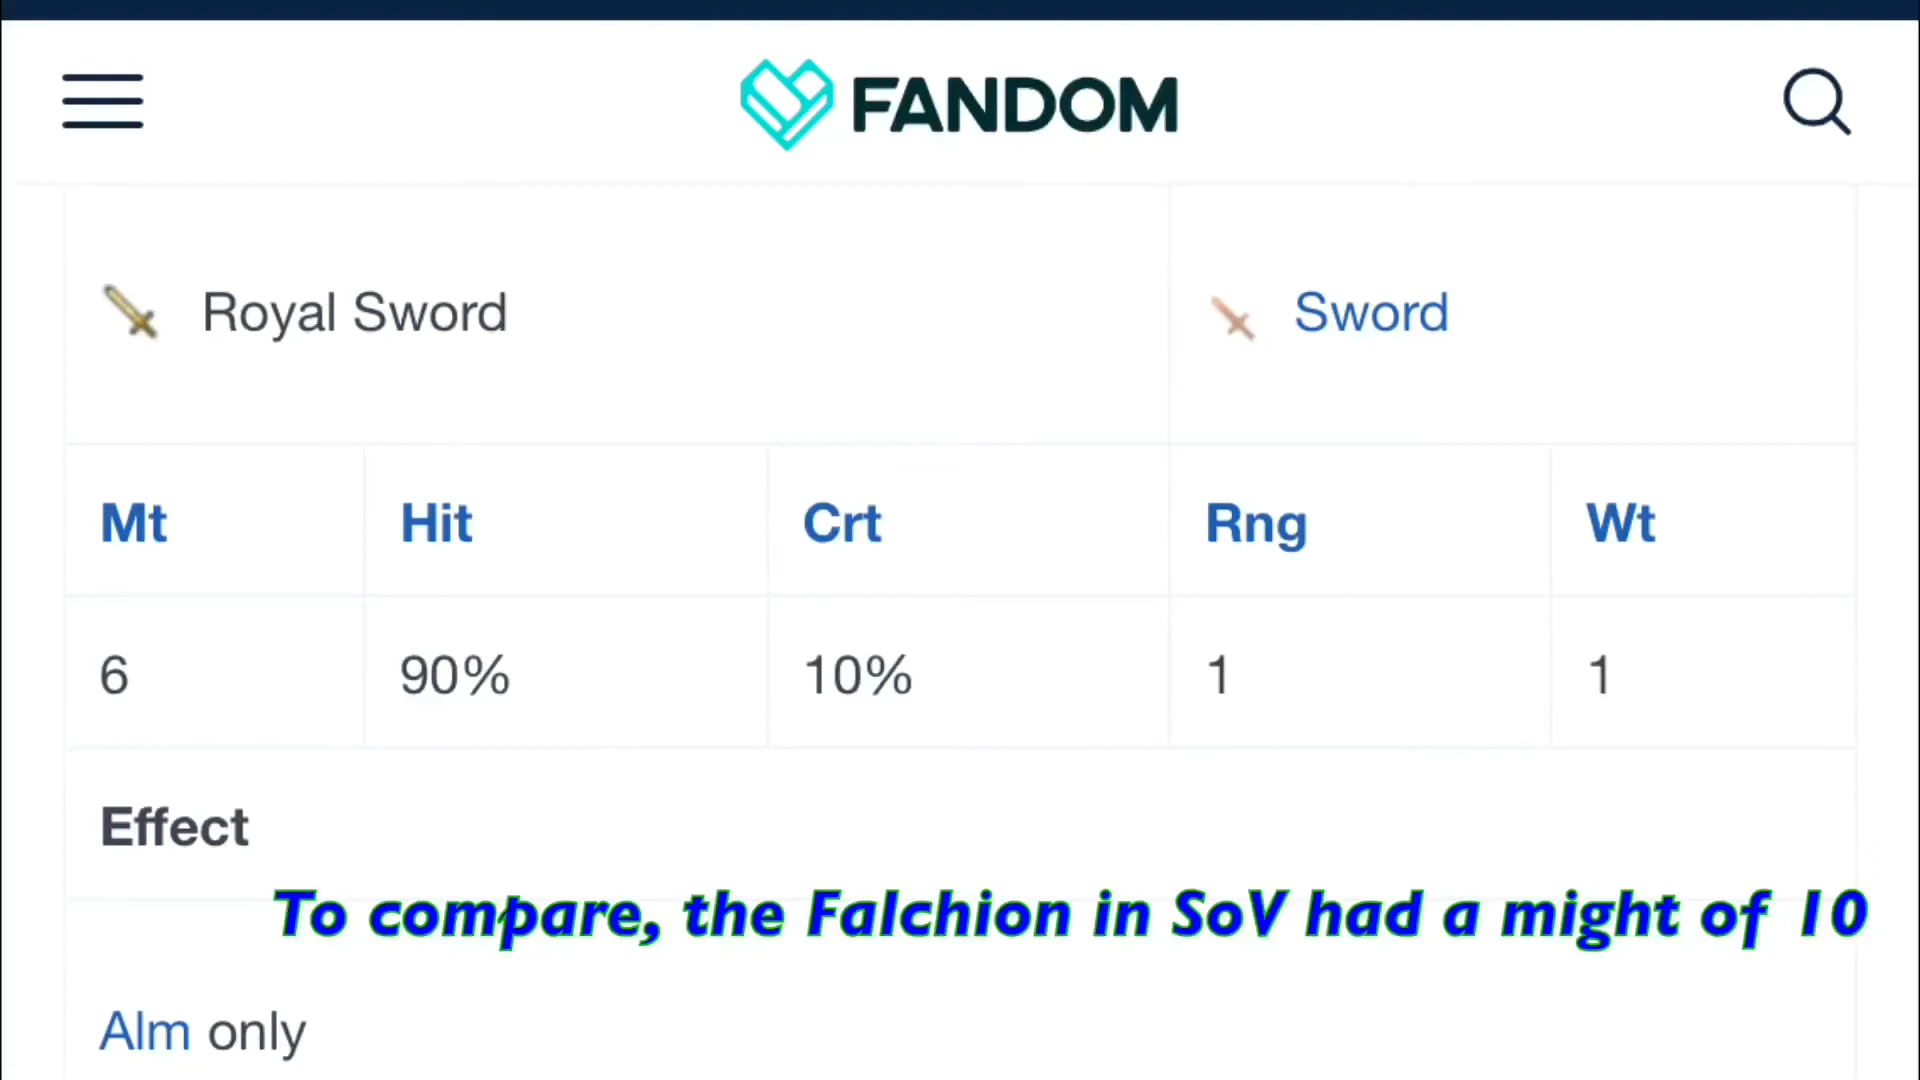 FANDOM
Royal Sword Sword
Mt Hit Crt Rng Wt
6 90% 10% 1 1
Effect
To compare, the Falchion in SoV had a might of 10
Alm only